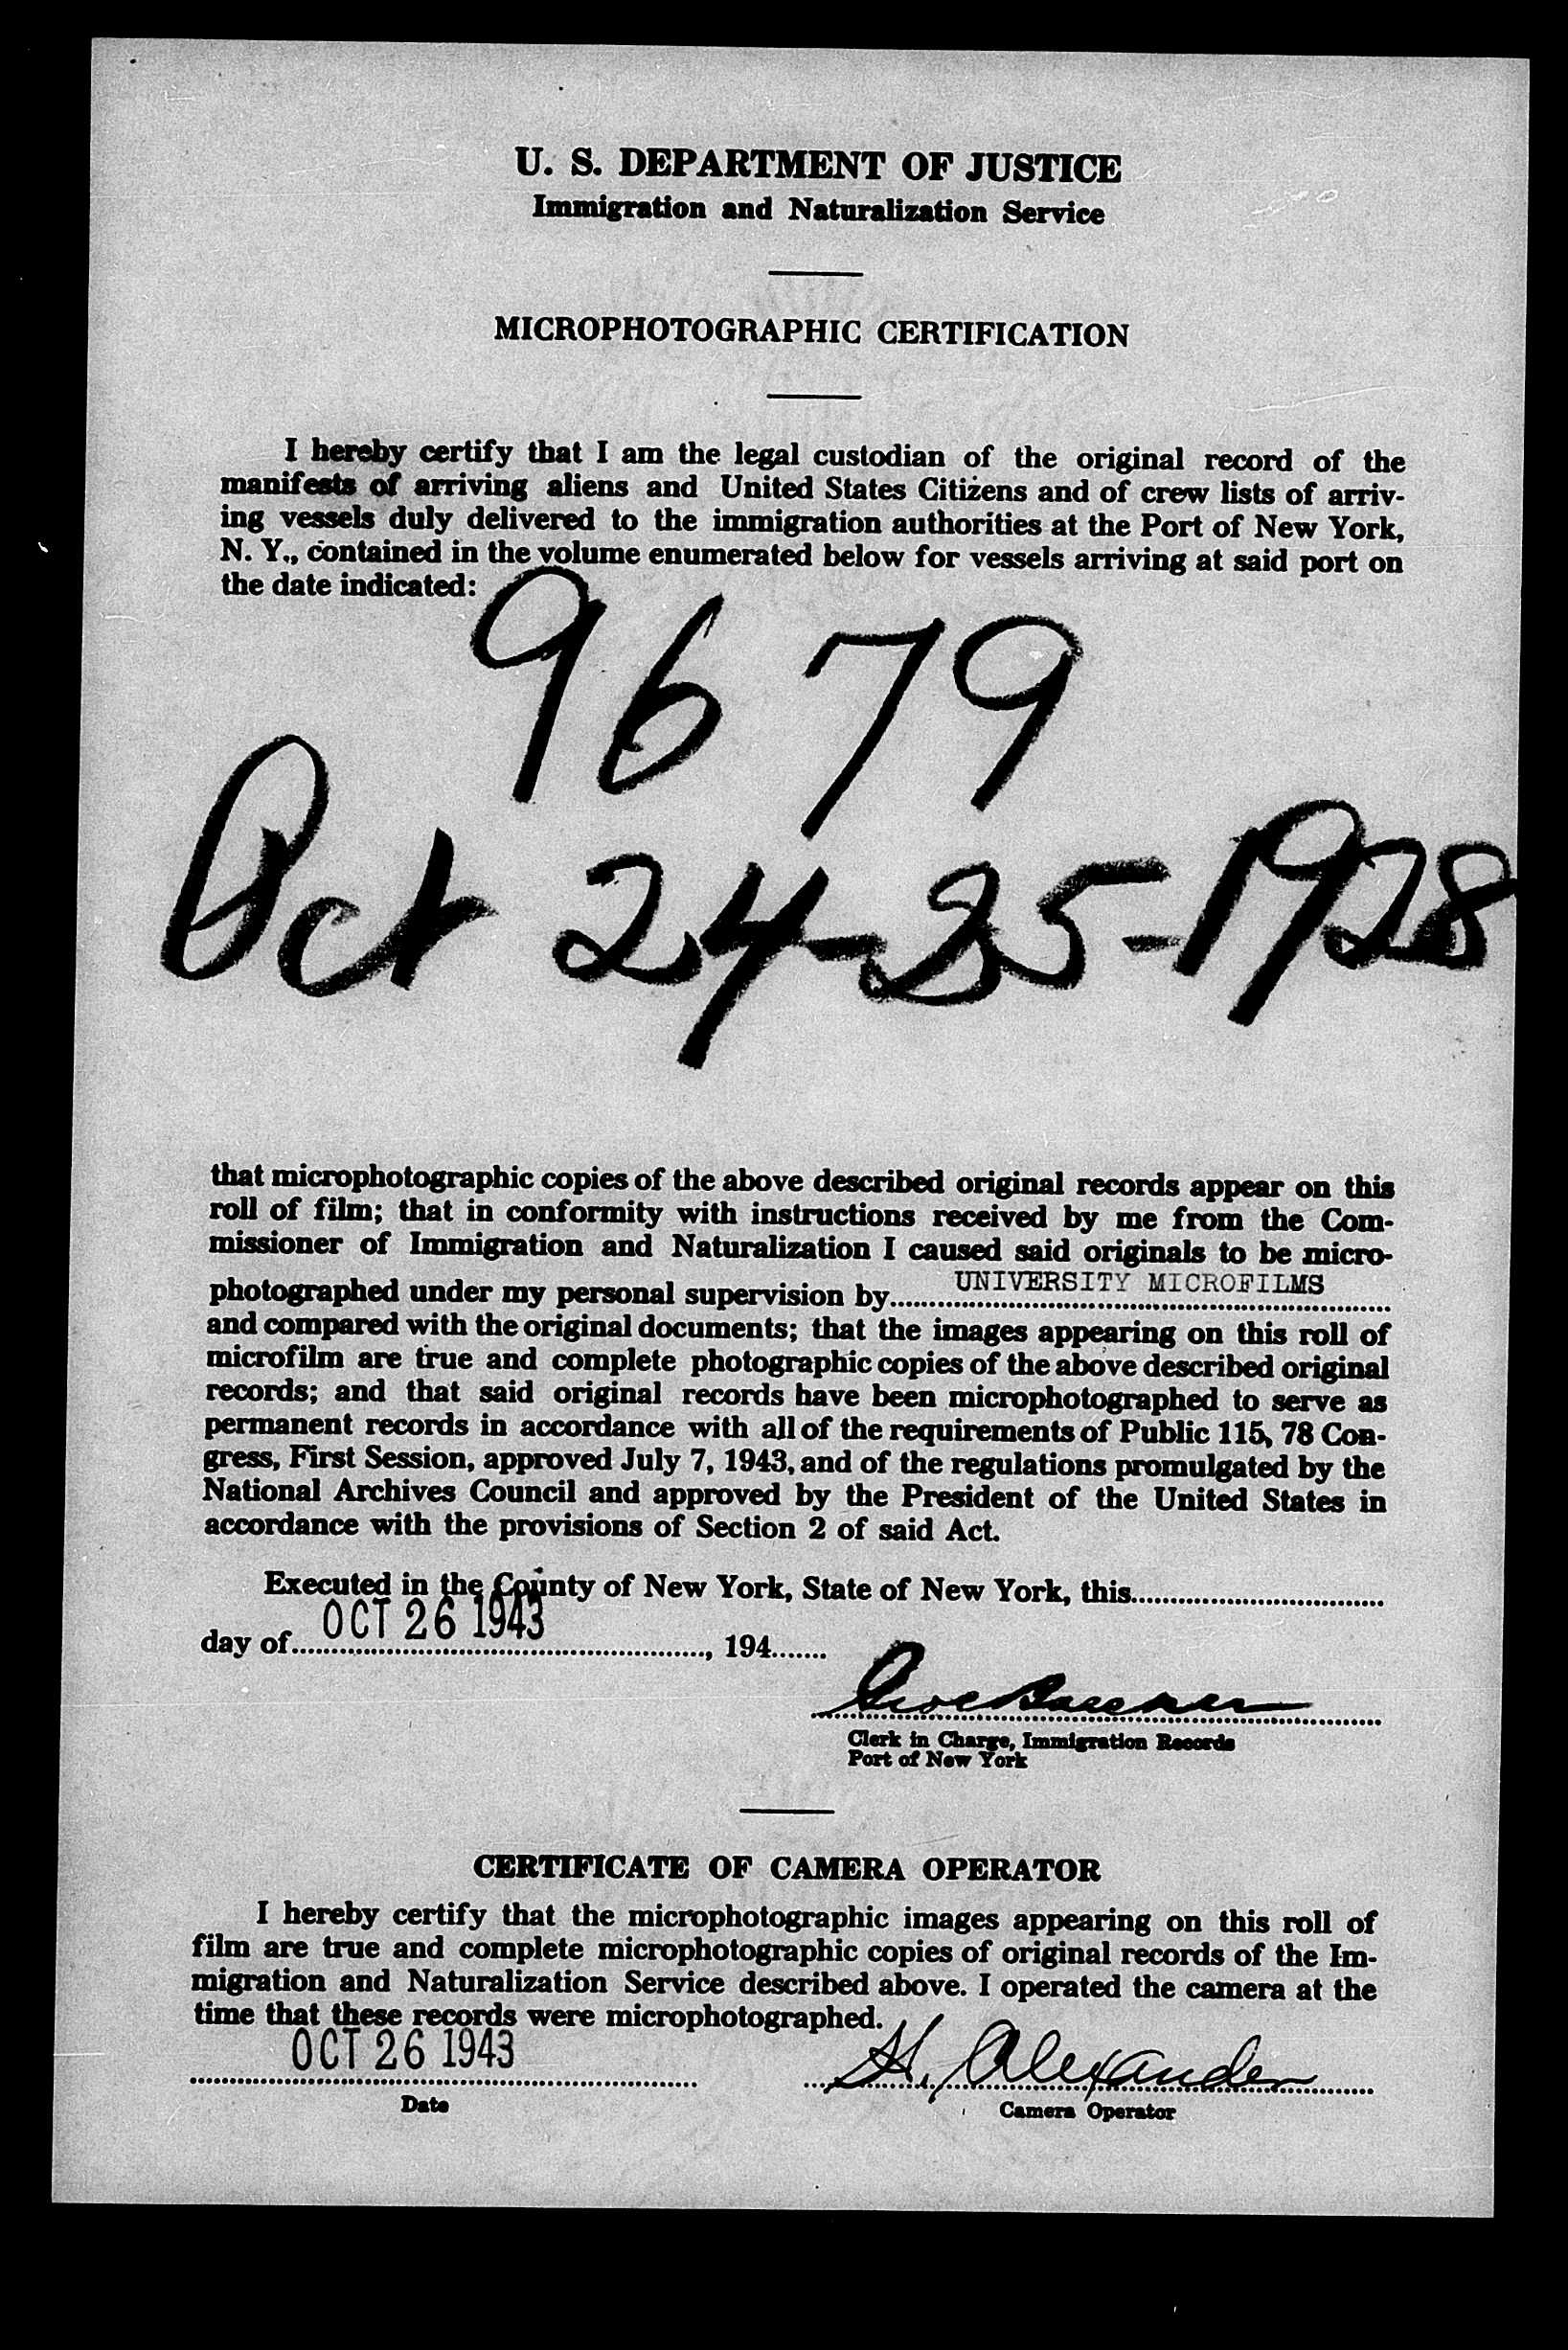 U. S. DEPARTMENT OF JUSTICE
Immigration and Naturalization Service
MICROPHOTOGRAPHIC CERTIFICATION
I hereby certify that I am the legal custodian of the original record of the
manifests of arriving aliens and United States Citizens and of crew lists of arriv-
ing vessels duly delivered to the immigration authorities at the Port of New York,
N. Y., contained in the volume enumerated below for vessels arriving at said port on
the date indicated:
9679
Oct 24-25-1928
that microphotographic copies of the above described original records appear on this
roll of film; that in conformity with instructions received by me from the Com-
missioner of Immigration and Naturalization I caused said originals to be micro-
photographed under my personal supervision by UNIVERSITY MICROFILMS
and compared with the original documents; that the images appearing on this roll of
microfilm are true and complete photographic copies of the above described original
records; and that said original records have been microphotographed to serve as
permanent records in accordance with all of the requirements of Public 115, 78 Con-
gress, First Session, approved July 7, 1943, and of the regulations promulgated by the
National Archives Council and approved by the President of the United States in
accordance with the provisions of Section 2 of said Act.
Executed in the County of New York, State of New York, this
day of OCT 26 1943, 194
Clerk in Charge, Immigration Records
Port of New York
CERTIFICATE OF CAMERA OPERATOR
I hereby certify that the microphotographic images appearing on this roll of
film are true and complete microphotographic copies of original records of the Im-
migration and Naturalization Service described above. I operated the camera at the
time that these records were microphotographed.
OCT 26 1943 H. Alexander
Date Camera Operator